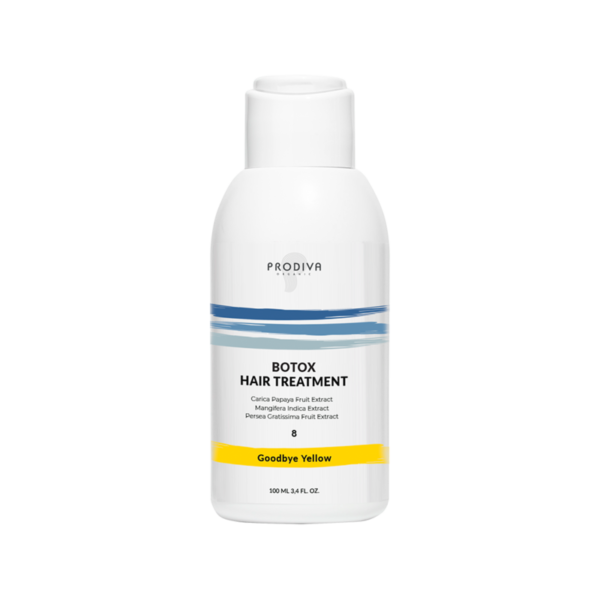 PRODIVA
ORGANIC
BOTOX
HAIR TREATMENT
Carica Papaya Fruit Extract
Mangifera Indica Extract
Persea Gratissima Fruit Extract
8
Goodbye Yellow
100 ML 3,4 FL. OZ.